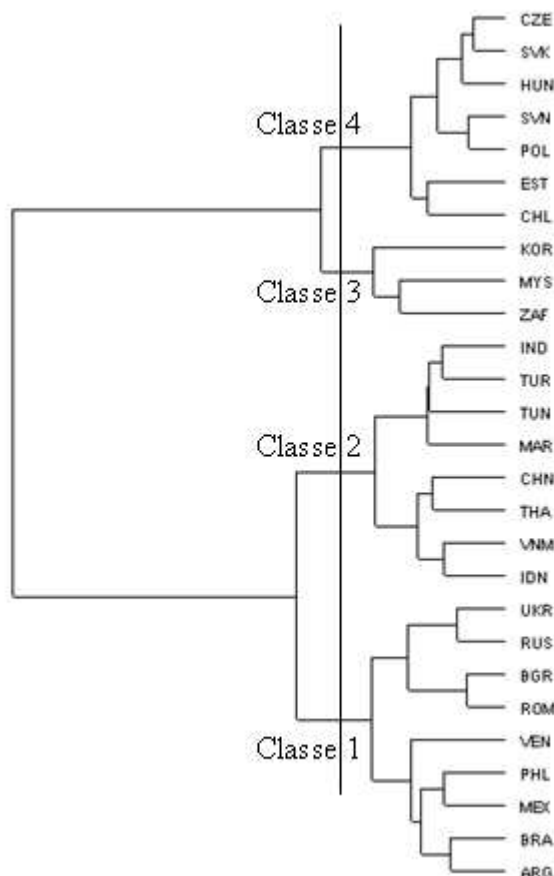 CZE
SVK
HUN
Classe 4
SVN
POL
EST
CHL
KOR
MYS
Classe 3
ZAF
IND
TUR
TUN
Classe 2
MAR
CHN
THA
VNM
IDN
UKR
RUS
BGR
ROM
VEN
Classe 1
PHL
MEX
BRA
ARG